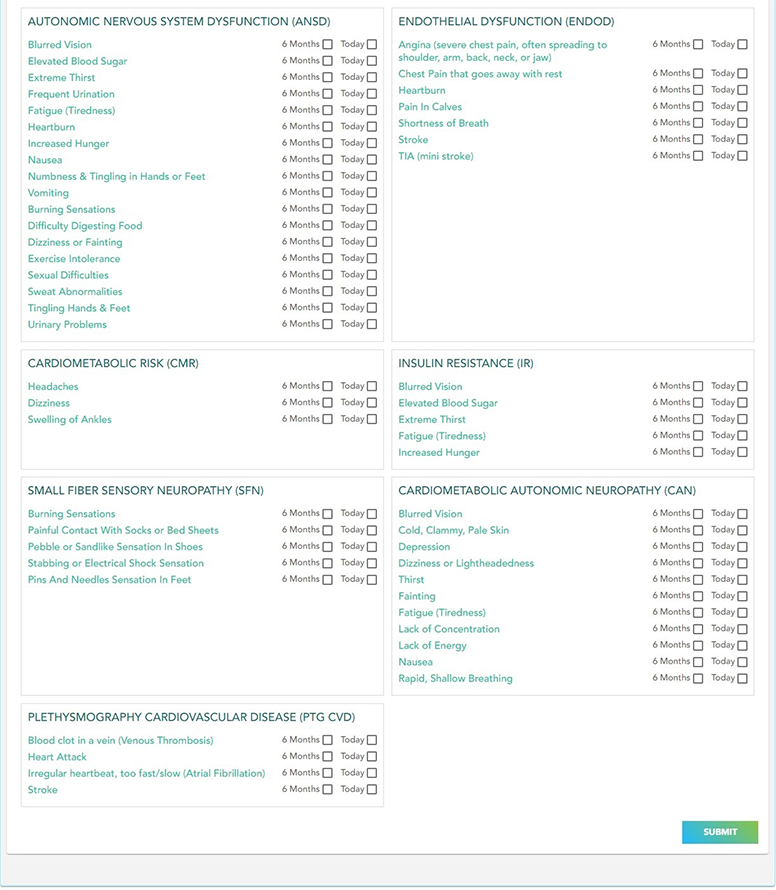 AUTONOMIC NERVOUS SYSTEM DYSFUNCTION (ANSD)
Blurred Vision 6 Months Today
Elevated Blood Sugar 6 Months Today
Extreme Thirst 6 Months Today
Frequent Urination 6 Months Today
Fatigue (Tiredness) 6 Months Today
Heartburn 6 Months Today
Increased Hunger 6 Months Today
Nausea 6 Months Today
Numbness & Tingling in Hands or Feet 6 Months Today
Vomiting 6 Months Today
Burning Sensations 6 Months Today
Difficulty Digesting Food 6 Months Today
Dizziness or Fainting 6 Months Today
Exercise Intolerance 6 Months Today
Sexual Difficulties 6 Months Today
Sweat Abnormalities 6 Months Today
Tingling Hands & Feet 6 Months Today
Urinary Problems 6 Months Today
ENDOTHELIAL DYSFUNCTION (ENDOD)
Angina (severe chest pain, often spreading to 6 Months Today
shoulder, arm, back, neck, or jaw)
Chest Pain that goes away with rest 6 Months Today
Heartburn 6 Months Today
Pain In Calves 6 Months Today
Shortness of Breath 6 Months Today
Stroke 6 Months Today
TIA (mini stroke) 6 Months Today
CARDIOMETABOLIC RISK (CMR)
Headaches 6 Months Today
Dizziness 6 Months Today
Swelling of Ankles 6 Months Today
INSULIN RESISTANCE (IR)
Blurred Vision 6 Months Today
Elevated Blood Sugar 6 Months Today
Extreme Thirst 6 Months Today
Fatigue (Tiredness) 6 Months Today
Increased Hunger 6 Months Today
SMALL FIBER SENSORY NEUROPATHY (SFN)
Burning Sensations 6 Months Today
Painful Contact With Socks or Bed Sheets 6 Months Today
Pebble or Sandlike Sensation In Shoes 6 Months Today
Stabbing or Electrical Shock Sensation 6 Months Today
Pins And Needles Sensation In Feet 6 Months Today
CARDIOMETABOLIC AUTONOMIC NEUROPATHY (CAN)
Blurred Vision 6 Months Today
Cold, Clammy, Pale Skin 6 Months Today
Depression 6 Months Today
Dizziness or Lightheadedness 6 Months Today
Thirst 6 Months Today
Fainting 6 Months Today
Fatigue (Tiredness) 6 Months Today
Lack of Concentration 6 Months Today
Lack of Energy 6 Months Today
Nausea 6 Months Today
Rapid, Shallow Breathing 6 Months Today
PLETHYSMOGRAPHY CARDIOVASCULAR DISEASE (PTG CVD)
Blood clot in a vein (Venous Thrombosis) 6 Months Today
Heart Attack 6 Months Today
Irregular heartbeat, too fast/slow (Atrial Fibrillation) 6 Months Today
Stroke 6 Months Today
SUBMIT